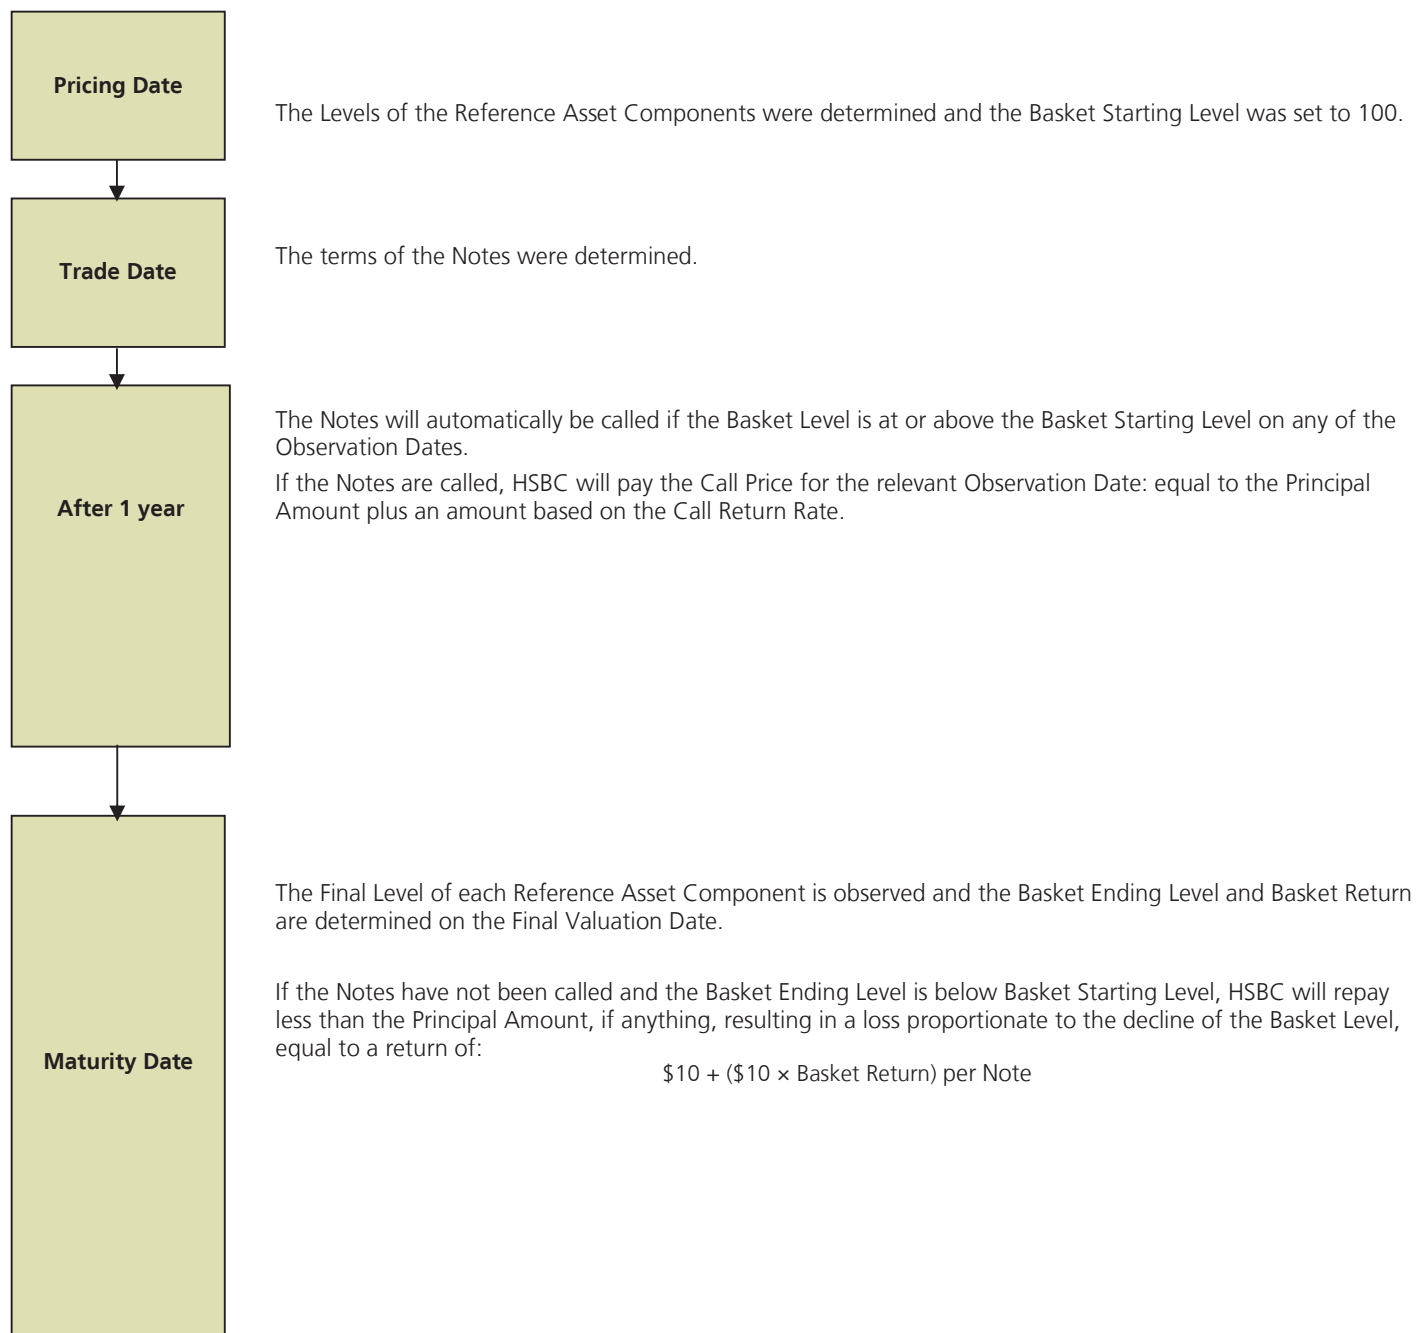 Pricing Date
The Levels of the Reference Asset Components were determined and the Basket Starting Level was set to 100.
Trade Date
The terms of the Notes were determined.
After 1 year
The Notes will automatically be called if the Basket Level is at or above the Basket Starting Level on any of the
Observation Dates.
If the Notes are called, HSBC will pay the Call Price for the relevant Observation Date: equal to the Principal
Amount plus an amount based on the Call Return Rate.
Maturity Date
The Final Level of each Reference Asset Component is observed and the Basket Ending Level and Basket Return
are determined on the Final Valuation Date.
If the Notes have not been called and the Basket Ending Level is below Basket Starting Level, HSBC will repay
less than the Principal Amount, if anything, resulting in a loss proportionate to the decline of the Basket Level,
equal to a return of:
$10 + ($10 × Basket Return) per Note